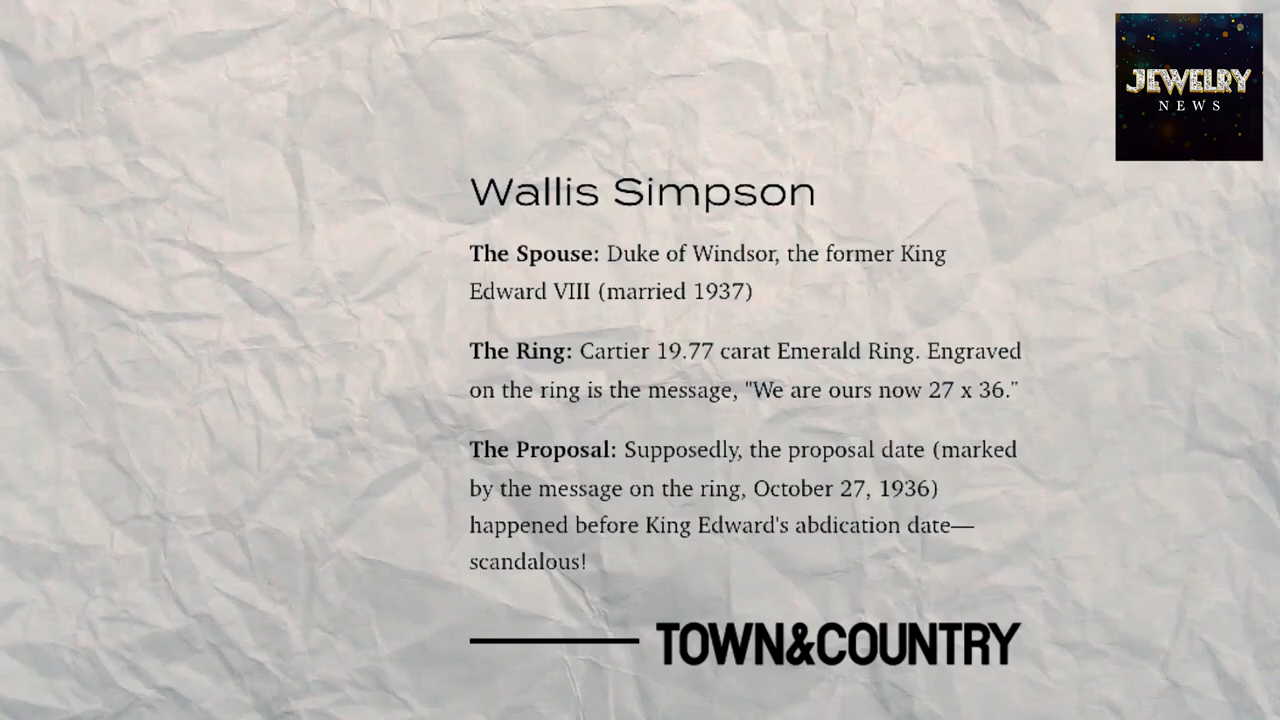 JEWELRY
NEWS
Wallis Simpson
The Spouse: Duke of Windsor, the former King
Edward VIII (married 1937)
The Ring: Cartier 19.77 carat Emerald Ring. Engraved
on the ring is the message, "We are ours now 27 x 36."
The Proposal: Supposedly, the proposal date (marked
by the message on the ring, October 27, 1936)
happened before King Edward's abdication date—
scandalous!
TOWN&COUNTRY